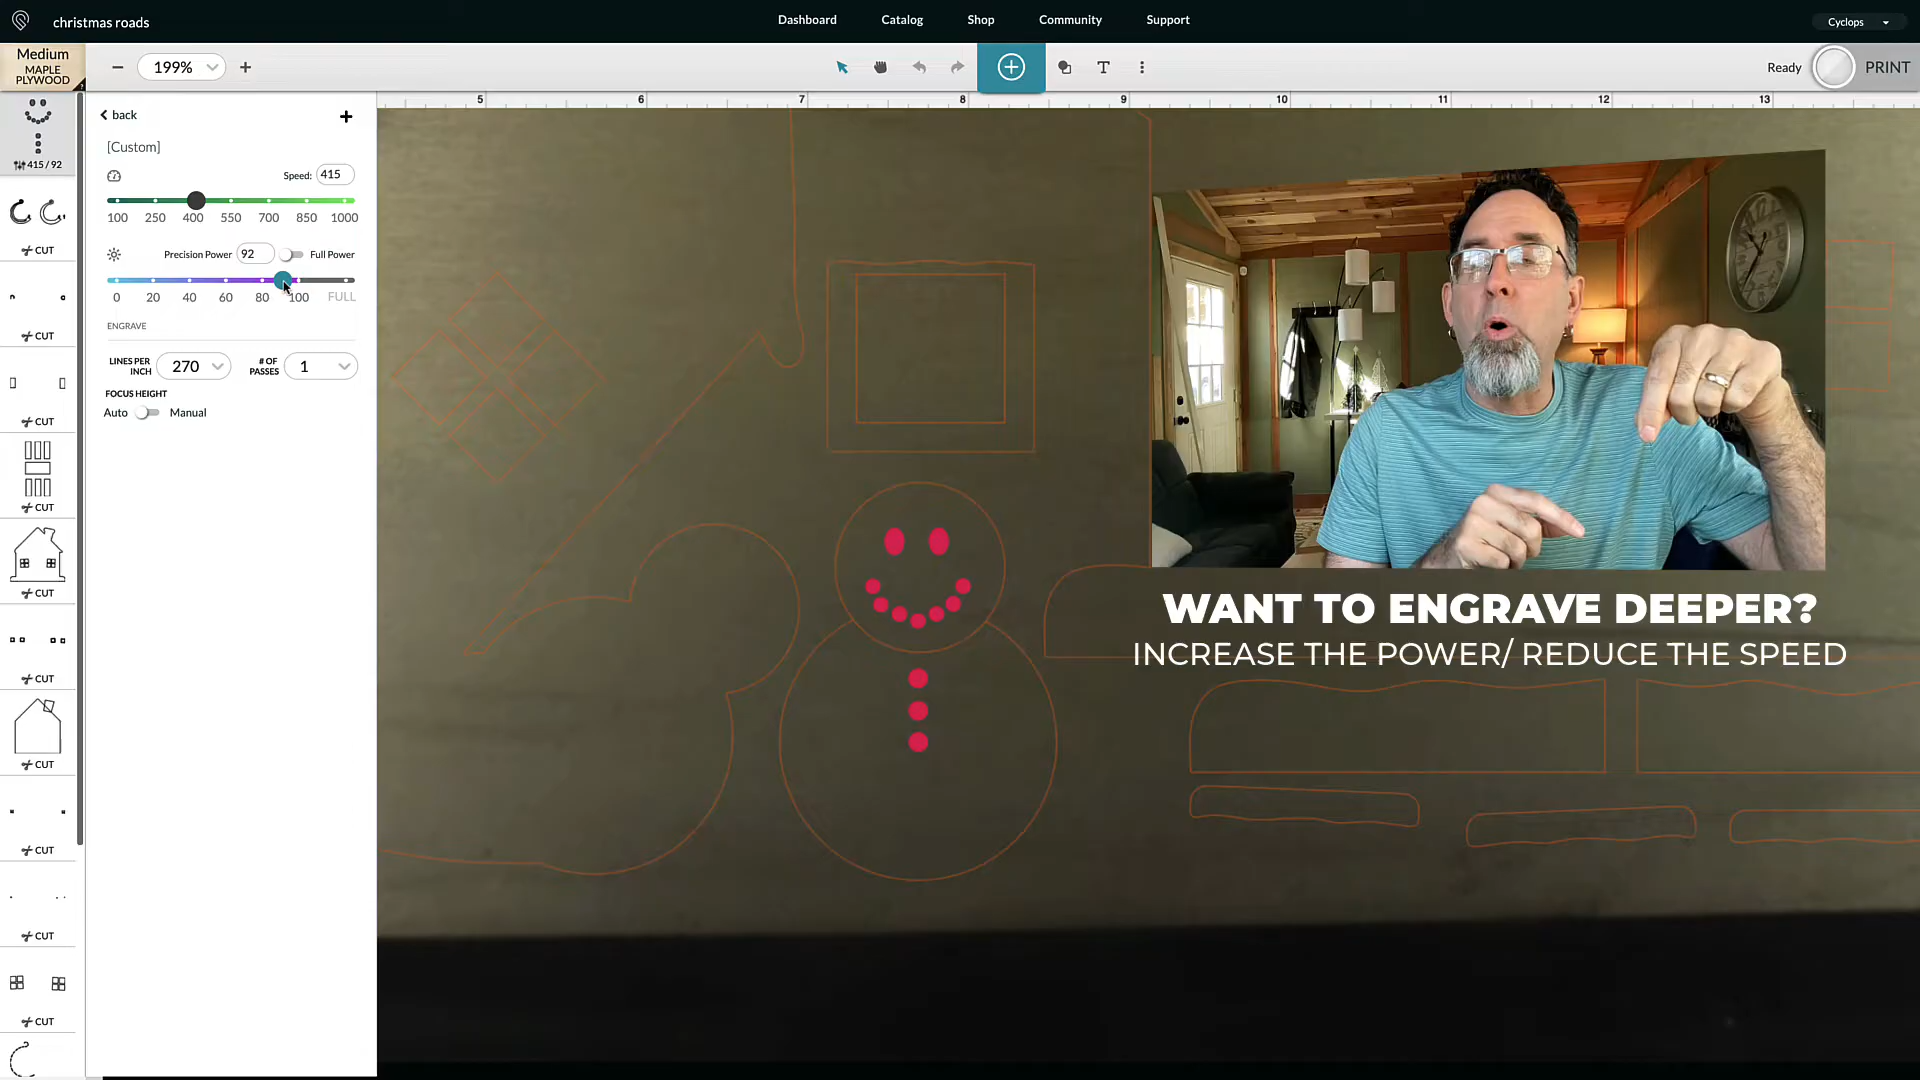 christmas roads
Dashboard
Catalog
Shop
Community
Support
Cyclops
Medium
MAPLE
PLYWOOD
199%
Ready
PRINT
5
6
7
8
9
10
11
12
13
back
[Custom]
Speed: 415
100 250 400 550 700 850 1000
Precision Power 92 Full Power
0 20 40 60 80 100 FULL
ENGRAVE
LINES PER
INCH
270
# OF
PASSES
1
FOCUS HEIGHT
Auto Manual
415 / 92
CUT
CUT
CUT
CUT
CUT
CUT
CUT
CUT
CUT
CUT
WANT TO ENGRAVE DEEPER?
INCREASE THE POWER/ REDUCE THE SPEED